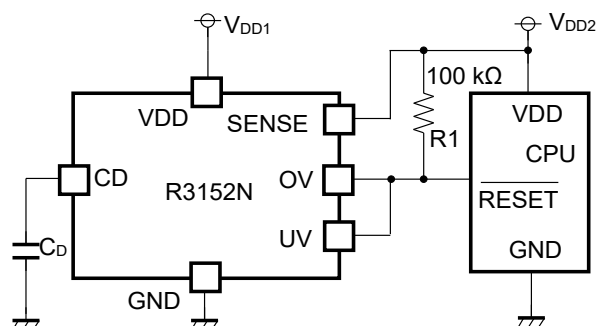 VDD1
VDD2
100 kΩ
R1
VDD
SENSE
VDD
CPU
CD
OV
R3152N
RESET
UV
CD
GND
GND